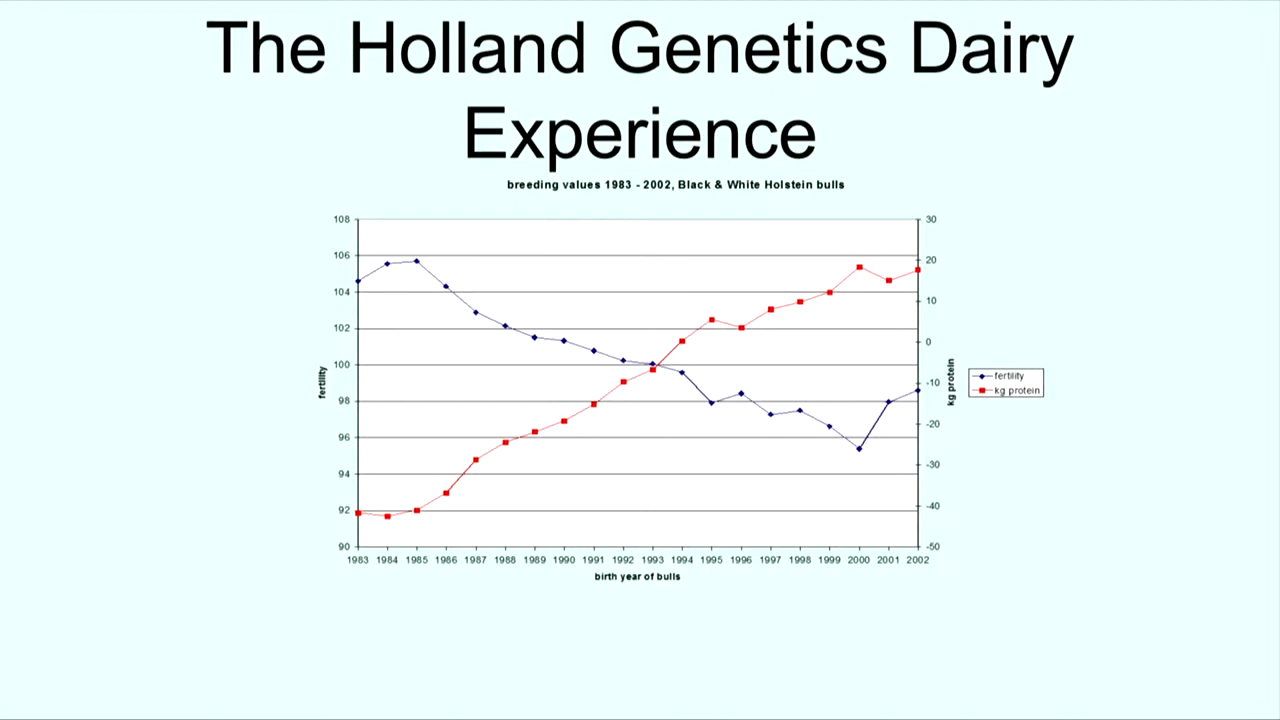 The Holland Genetics Dairy
Experience
breeding values 1983 - 2002, Black & White Holstein bulls
108
106
104
102
100
98
96
94
92
90
fertility
30
20
10
0
-10
-20
-30
-40
-50
kg protein
fertility
kg protein
1983 1984 1985 1986 1987 1988 1989 1990 1991 1992 1993 1994 1995 1996 1997 1998 1999 2000 2001 2002
birth year of bulls